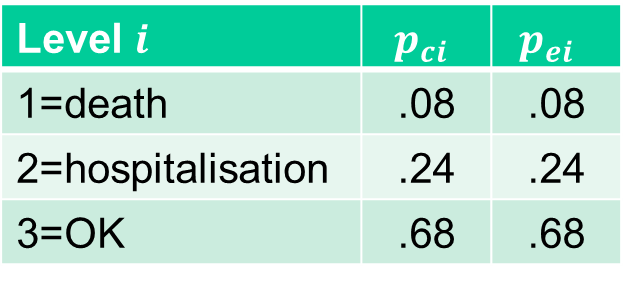 Level i p_ci p_ei
1=death .08 .08
2=hospitalisation .24 .24
3=OK .68 .68